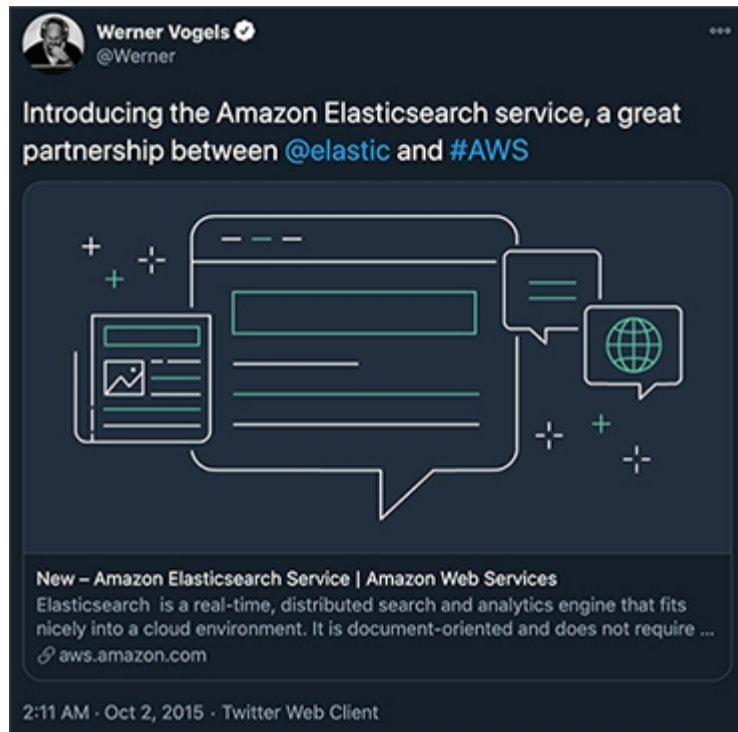 Werner Vogels
@Werner
Introducing the Amazon Elasticsearch service, a great
partnership between @elastic and #AWS
New – Amazon Elasticsearch Service | Amazon Web Services
Elasticsearch is a real-time, distributed search and analytics engine that fits
nicely into a cloud environment. It is document-oriented and does not require ...
aws.amazon.com
2:11 AM · Oct 2, 2015 · Twitter Web Client